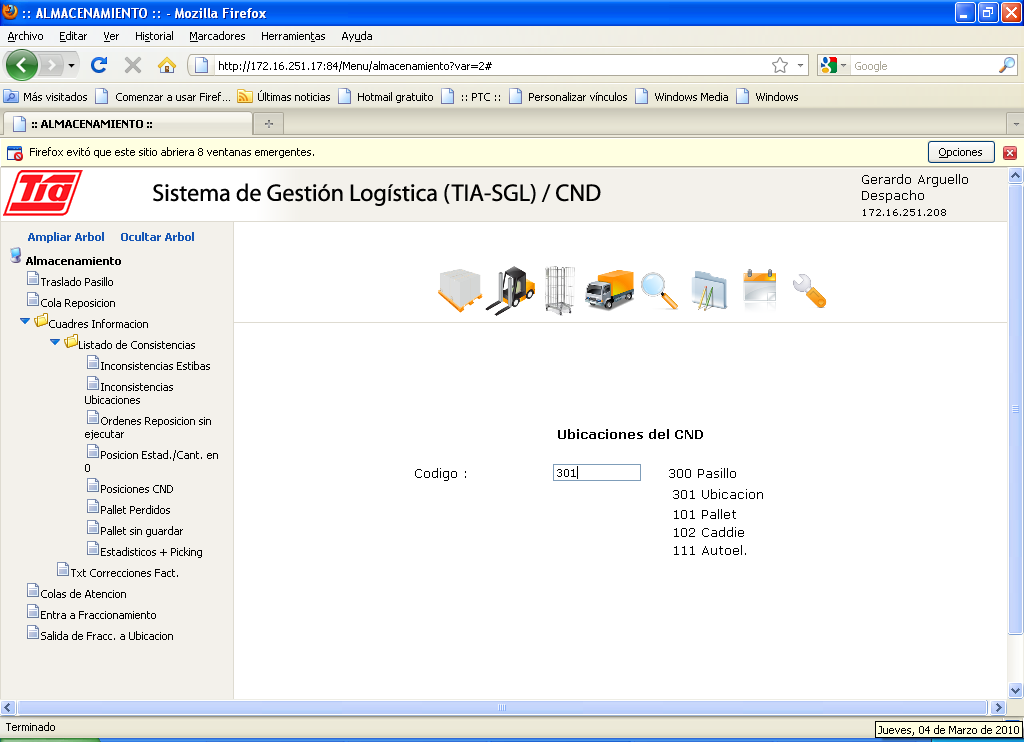 :: ALMACENAMIENTO :: - Mozilla Firefox
Archivo Editar Ver Historial Marcadores Herramientas Ayuda
http://172.16.251.17:84/Menu/almacenamiento?var=2#
Google
Más visitados Comenzar a usar Firef... Últimas noticias Hotmail gratuito :: PTC :: Personalizar vínculos Windows Media Windows
:: ALMACENAMIENTO ::
Firefox evitó que este sitio abriera 8 ventanas emergentes.
Opciones
Tia
Sistema de Gestión Logística (TIA-SGL) / CND
Gerardo Arguello
Despacho
172.16.251.208
Ampliar Arbol Ocultar Arbol
Almacenamiento
Traslado Pasillo
Cola Reposicion
Cuadres Informacion
Listado de Consistencias
Inconsistencias Estibas
Inconsistencias
Ubicaciones
Ordenes Reposicion sin
ejecutar
Posicion Estad./Cant. en
0
Posiciones CND
Pallet Perdidos
Pallet sin guardar
Estadisticos + Picking
Txt Correcciones Fact.
Colas de Atencion
Entra a Fraccionamiento
Salida de Fracc. a Ubicacion
Ubicaciones del CND
Codigo : 301 300 Pasillo
301 Ubicacion
101 Pallet
102 Caddie
111 Autoel.
Terminado
Jueves, 04 de Marzo de 2010